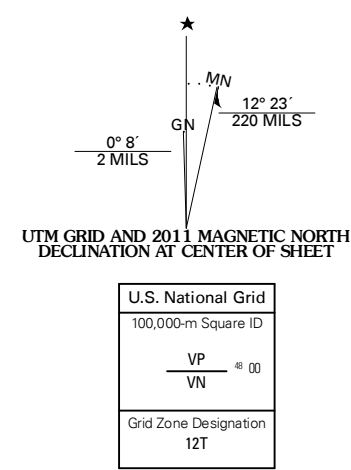 ★
MN
GN
12° 23´
220 MILS
0° 8´
2 MILS
UTM GRID AND 2011 MAGNETIC NORTH
DECLINATION AT CENTER OF SHEET
U.S. National Grid
100,000-m Square ID
VP
48 00
VN
Grid Zone Designation
12T